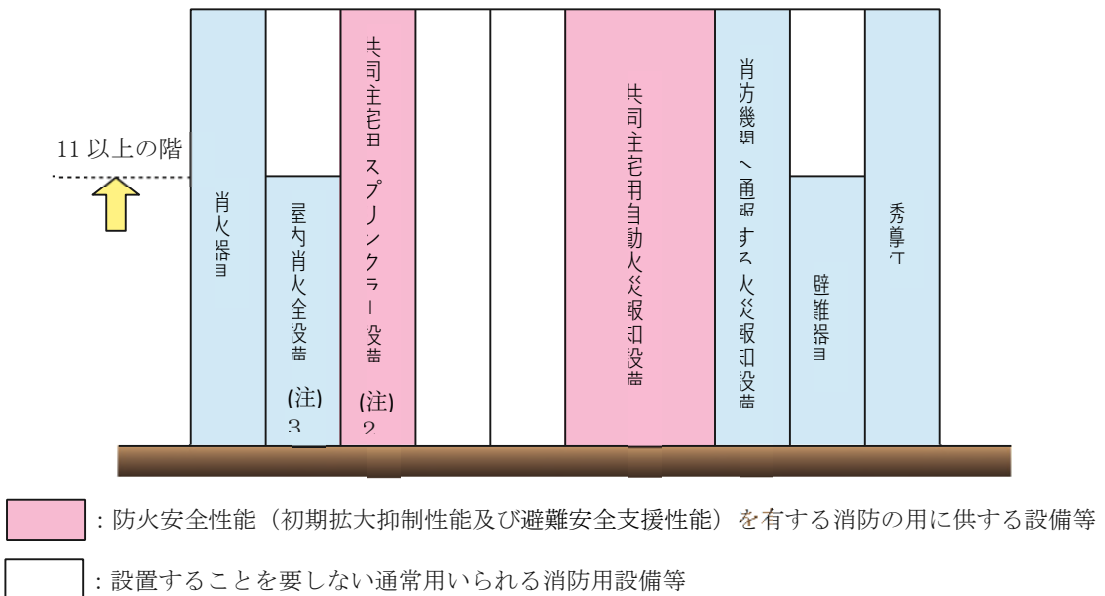 11 以上の階
消火器具
屋内消火栓設備
(注)
3
共同住宅用スプリンクラー設備
(注)
2
共同住宅用自動火災報知設備
消防機関へ通報する火災報知設備
避難器具
誘導灯
：防火安全性能（初期拡大抑制性能及び避難安全支援性能）を有する消防の用に供する設備等
：設置することを要しない通常用いられる消防用設備等